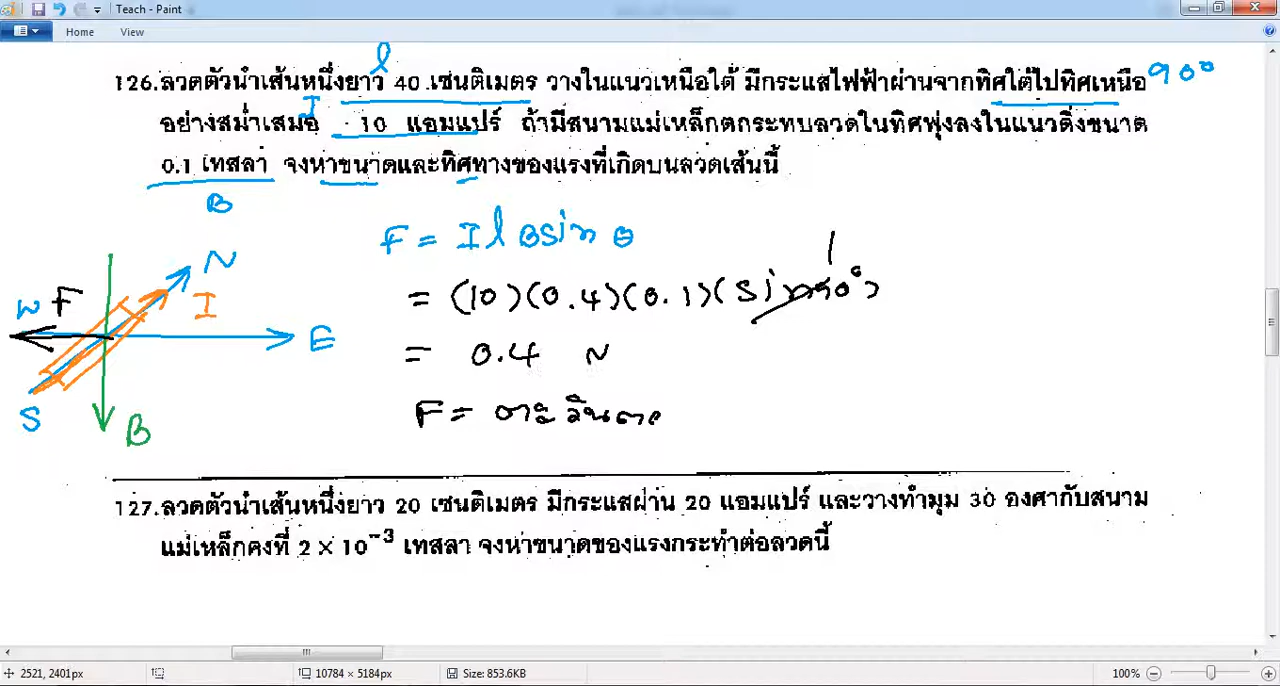 Teach - Paint
Home View
l
126.ลวดตัวนำเส้นหนึ่งยาว 40 เซนติเมตร วางในแนวเหนือใต้ มีกระแสไฟฟ้าผ่านจากทิศใต้ไปทิศเหนือ 90°
I
อย่างสม่ำเสมอ 10 แอมแปร์ ถ้ามีสนามแม่เหล็กตกกระทบลวดในทิศพุ่งลงในแนวดิ่งขนาด
0.1 เทสลา จงหาขนาดและทิศทางของแรงที่เกิดบนลวดเส้นนี้
B
F = I l B sin θ
N
1
W F I
= (10)(0.4)(0.1)(sin90°)
E
= 0.4 N
S B
F = ตะวันตก
127.ลวดตัวนำเส้นหนึ่งยาว 20 เซนติเมตร มีกระแสผ่าน 20 แอมแปร์ และวางทำมุม 30 องศากับสนาม
แม่เหล็กคงที่ 2 × 10⁻³ เทสลา จงหาขนาดของแรงกระทำต่อลวดนี้
2521, 2401px 10784 × 5184px Size: 853.6KB 100%